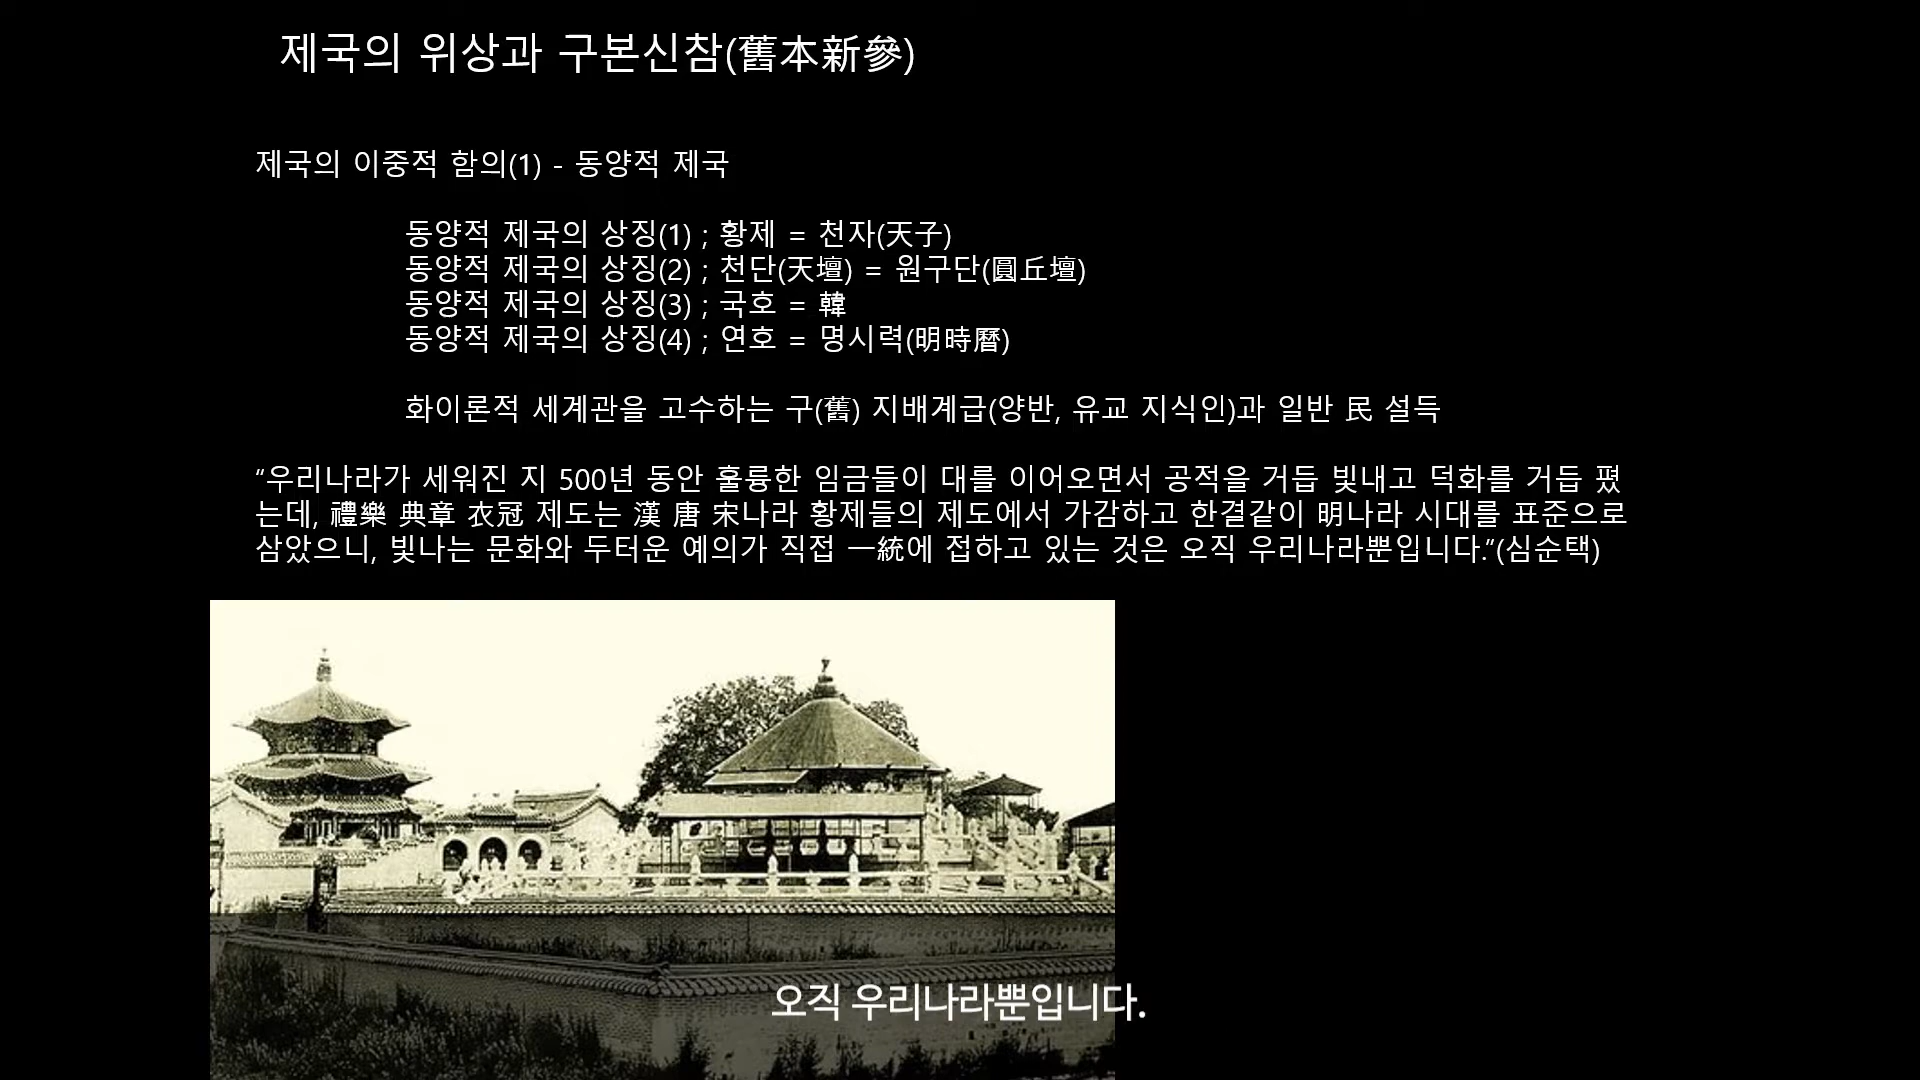 제국의 위상과 구본신참(舊本新參)
제국의 이중적 함의(1) - 동양적 제국
동양적 제국의 상징(1) ; 황제 = 천자(天子)
동양적 제국의 상징(2) ; 천단(天壇) = 원구단(圓丘壇)
동양적 제국의 상징(3) ; 국호 = 韓
동양적 제국의 상징(4) ; 연호 = 명시력(明時曆)
화이론적 세계관을 고수하는 구(舊) 지배계급(양반, 유교 지식인)과 일반 民 설득
“우리나라가 세워진 지 500년 동안 훌륭한 임금들이 대를 이어오면서 공적을 거듭 빛내고 덕화를 거듭 폈
는데, 禮樂 典章 衣冠 제도는 漢 唐 宋나라 황제들의 제도에서 가감하고 한결같이 明나라 시대를 표준으로
삼았으니, 빛나는 문화와 두터운 예의가 직접 一統에 접하고 있는 것은 오직 우리나라뿐입니다.”(심순택)
오직 우리나라뿐입니다.